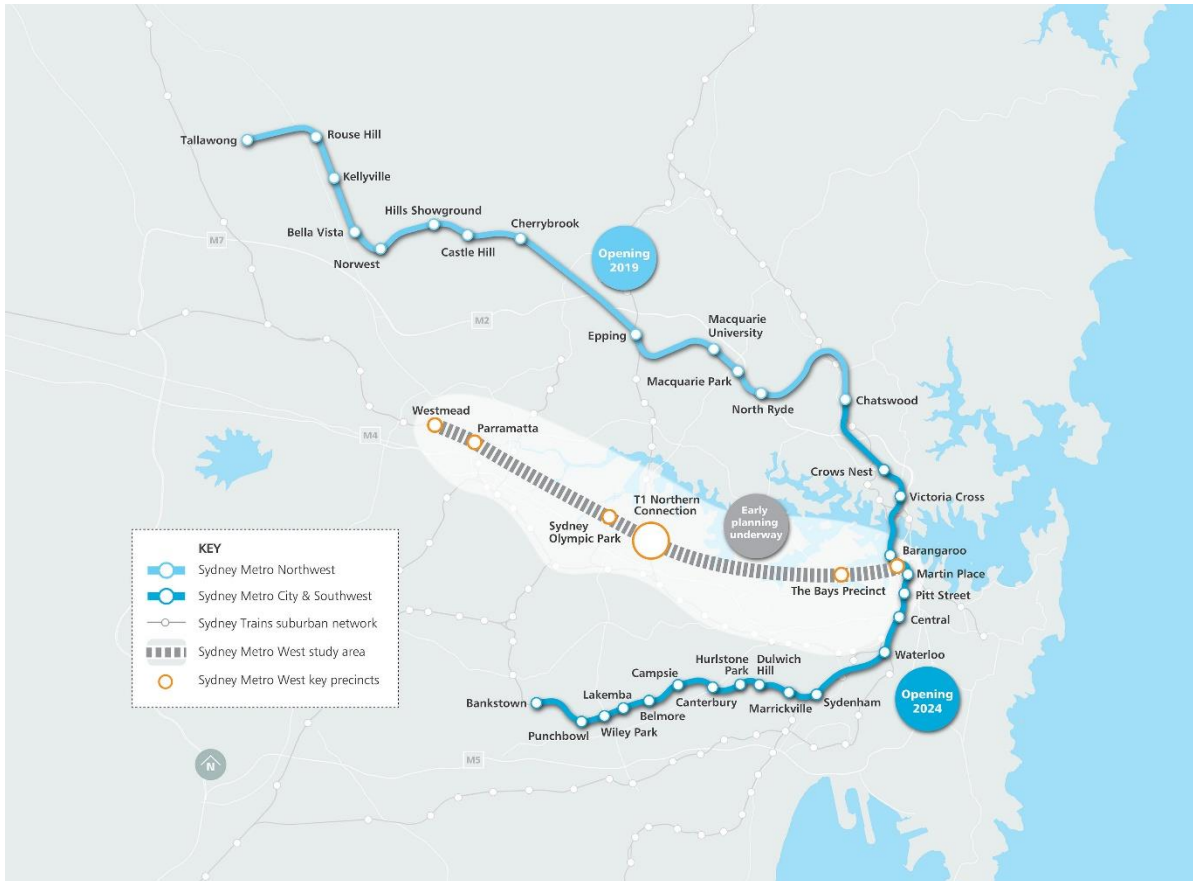 Tallawong
Rouse Hill
Kellyville
Hills Showground
Cherrybrook
Bella Vista
Castle Hill
Norwest
M7
Opening
2019
M2
Epping
Macquarie
University
Macquarie Park
North Ryde
Chatswood
Westmead
Parramatta
M4
Crows Nest
Victoria Cross
T1 Northern
Connection
Sydney
Olympic Park
Early
planning
underway
Barangaroo
Martin Place
The Bays Precinct
Pitt Street
Central
Waterloo
KEY
Sydney Metro Northwest
Sydney Metro City & Southwest
Sydney Trains suburban network
Sydney Metro West study area
Sydney Metro West key precincts
Campsie
Hurlstone
Park
Dulwich
Hill
Lakemba
Bankstown
Belmore
Canterbury
Marrickville
Sydenham
Punchbowl
Wiley Park
Opening
2024
M5
N